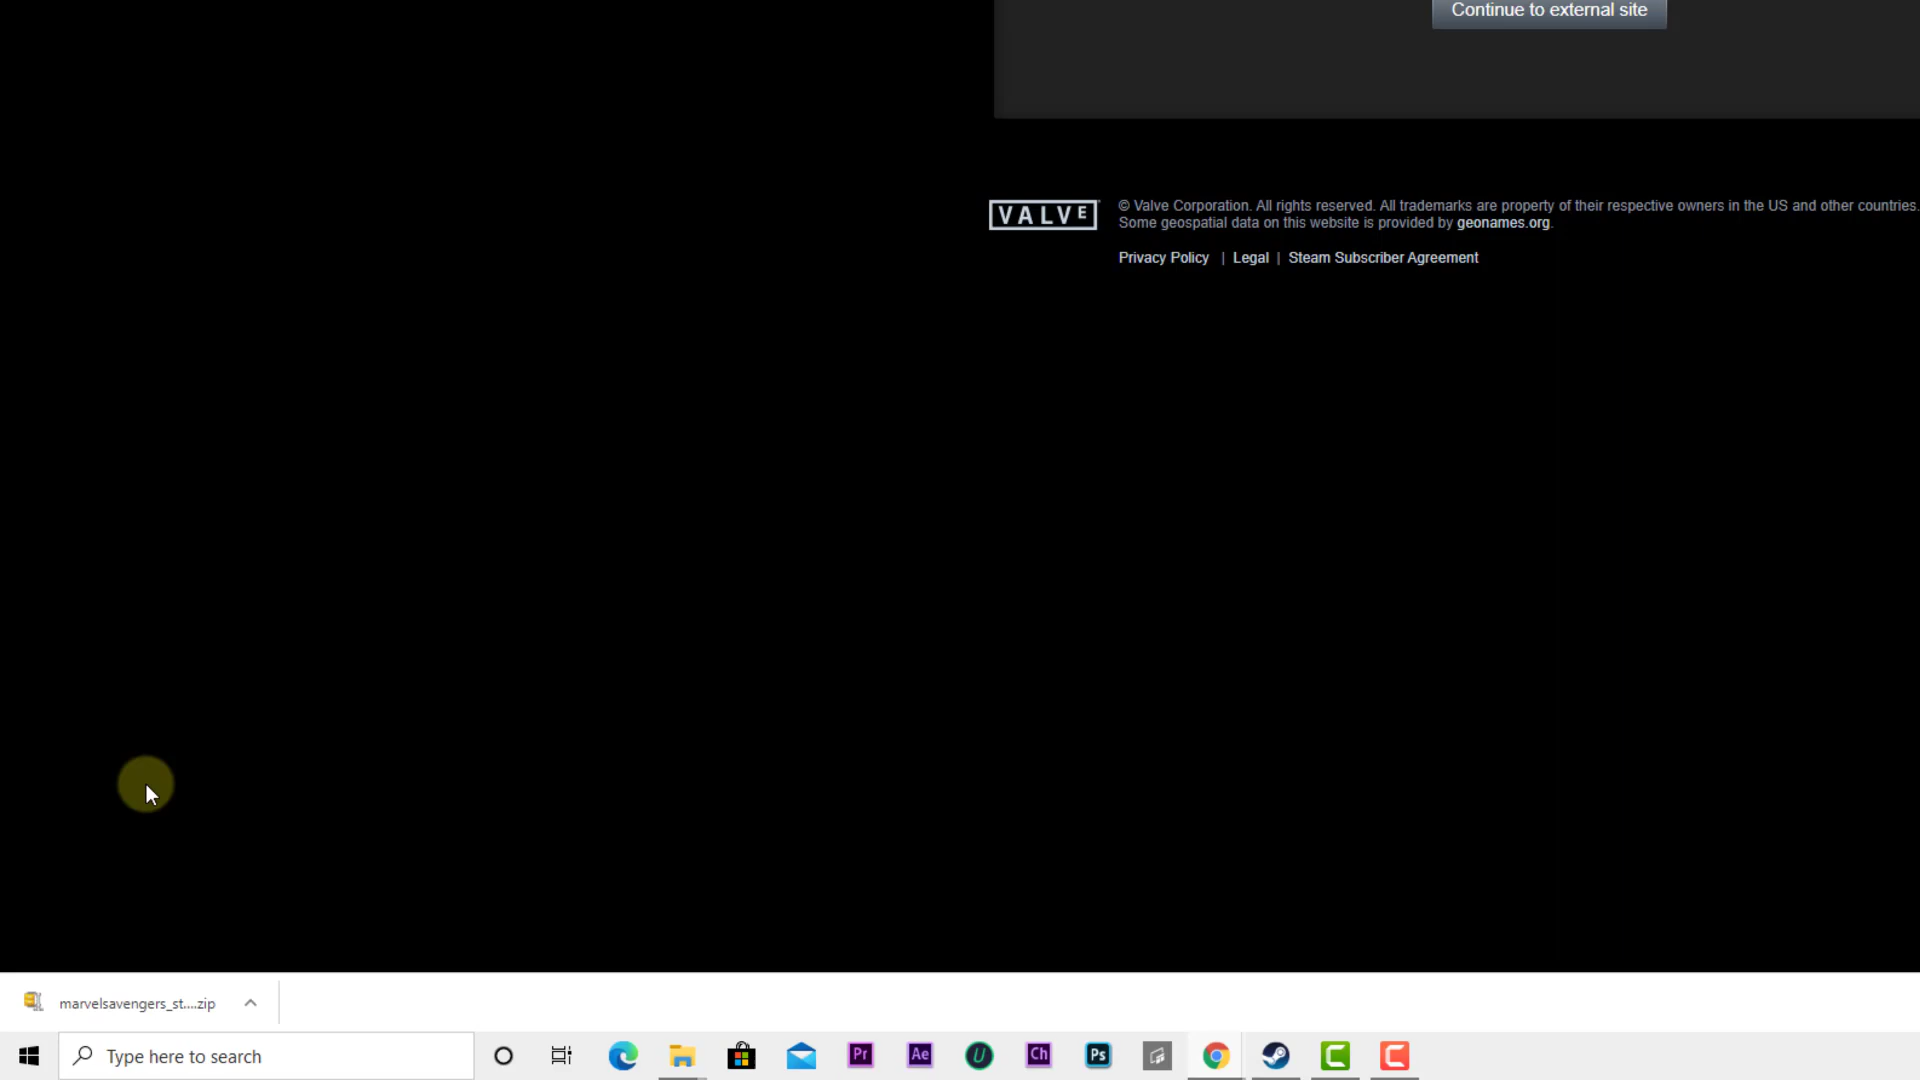 Continue to external site
VALVE
© Valve Corporation. All rights reserved. All trademarks are property of their respective owners in the US and other countries.
Some geospatial data on this website is provided by geonames.org.
Privacy Policy | Legal | Steam Subscriber Agreement
marvelsavengers_st....zip
Type here to search
Pr
Ae
U
Ch
Ps